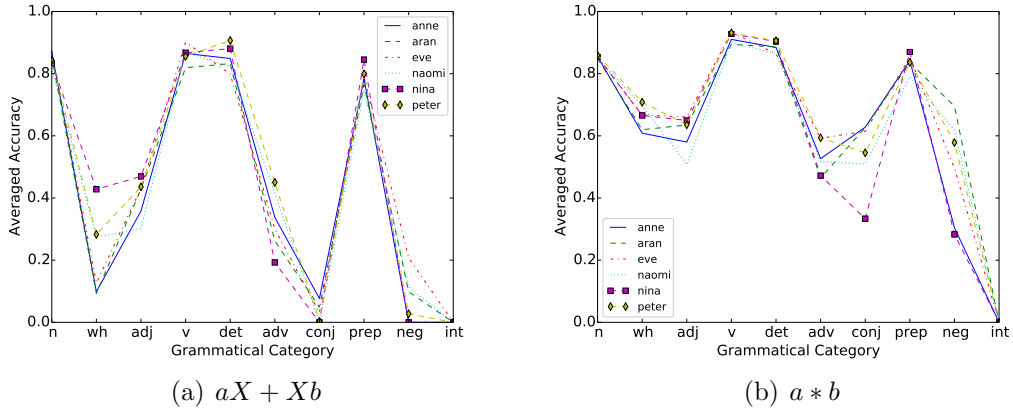 1.0
0.8
0.6
0.4
0.2
0.0
Averaged Accuracy
n wh adj v det adv conj prep neg int
Grammatical Category
anne
aran
eve
naomi
nina
peter
(a) aX + Xb
1.0
0.8
0.6
0.4
0.2
0.0
Averaged Accuracy
n wh adj v det adv conj prep neg int
Grammatical Category
anne
aran
eve
naomi
nina
peter
(b) a ∗ b